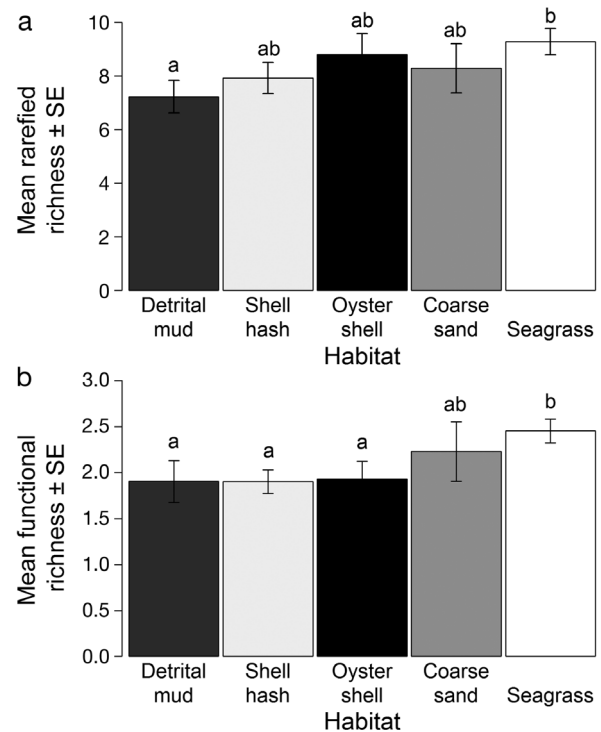 a
Mean rarefied
richness ± SE
10
8
6
4
2
0
a
ab
ab
ab
b
Detrital
mud
Shell
hash
Oyster
shell
Coarse
sand
Seagrass
Habitat
b
Mean functional
richness ± SE
3.0
2.5
2.0
1.5
1.0
0.5
0.0
a
a
a
ab
b
Detrital
mud
Shell
hash
Oyster
shell
Coarse
sand
Seagrass
Habitat